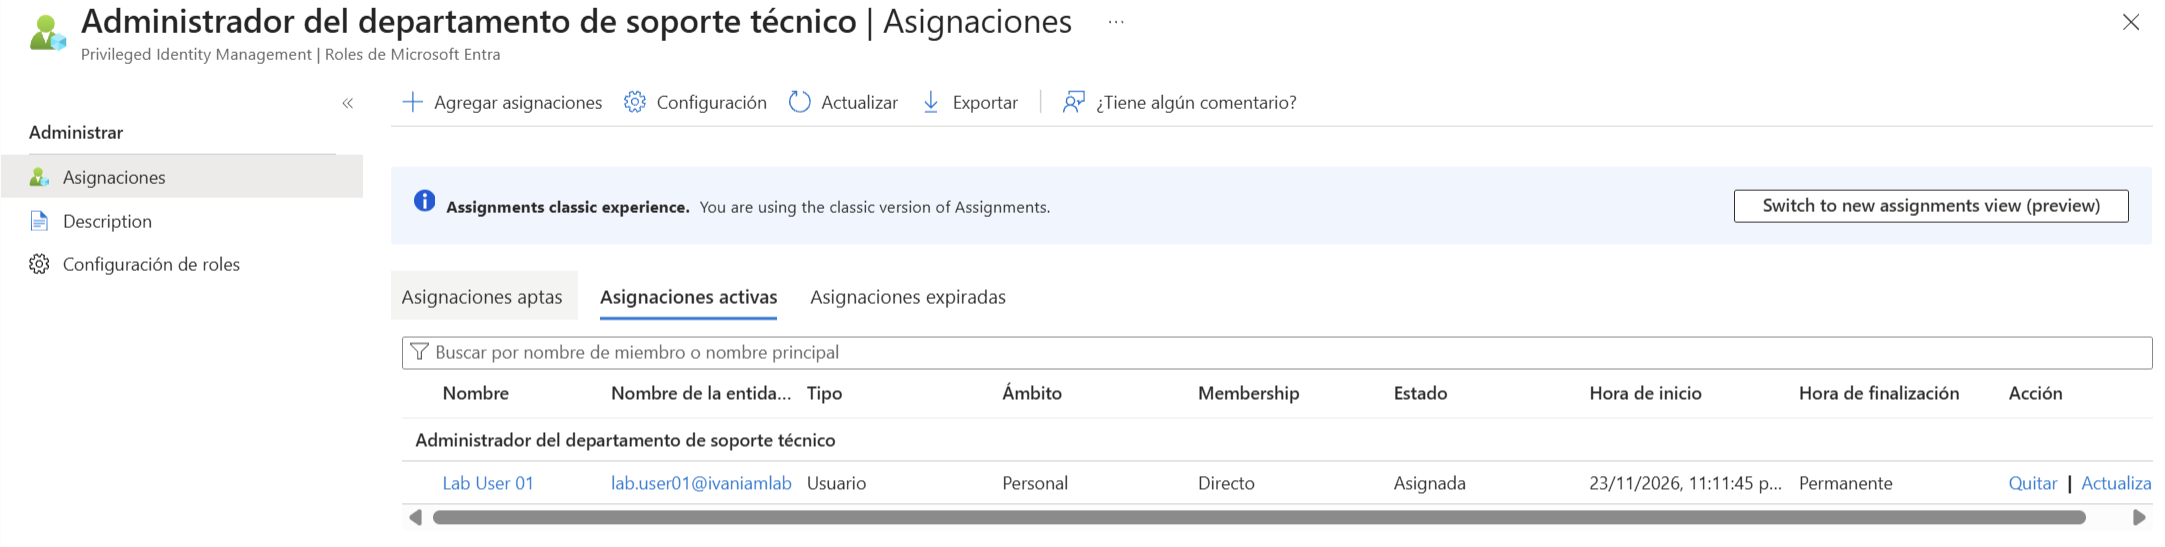 Administrador del departamento de soporte técnico | Asignaciones ...
Privileged Identity Management | Roles de Microsoft Entra
«
Administrar
Asignaciones
Description
Configuración de roles
Agregar asignaciones Configuración Actualizar Exportar ¿Tiene algún comentario?
Assignments classic experience. You are using the classic version of Assignments.
Switch to new assignments view (preview)
Asignaciones aptas Asignaciones activas Asignaciones expiradas
Buscar por nombre de miembro o nombre principal
Nombre Nombre de la entida... Tipo Ámbito Membership Estado Hora de inicio Hora de finalización Acción
Administrador del departamento de soporte técnico
Lab User 01 lab.user01@ivaniamlab Usuario Personal Directo Asignada 23/11/2026, 11:11:45 p... Permanente Quitar | Actualiza